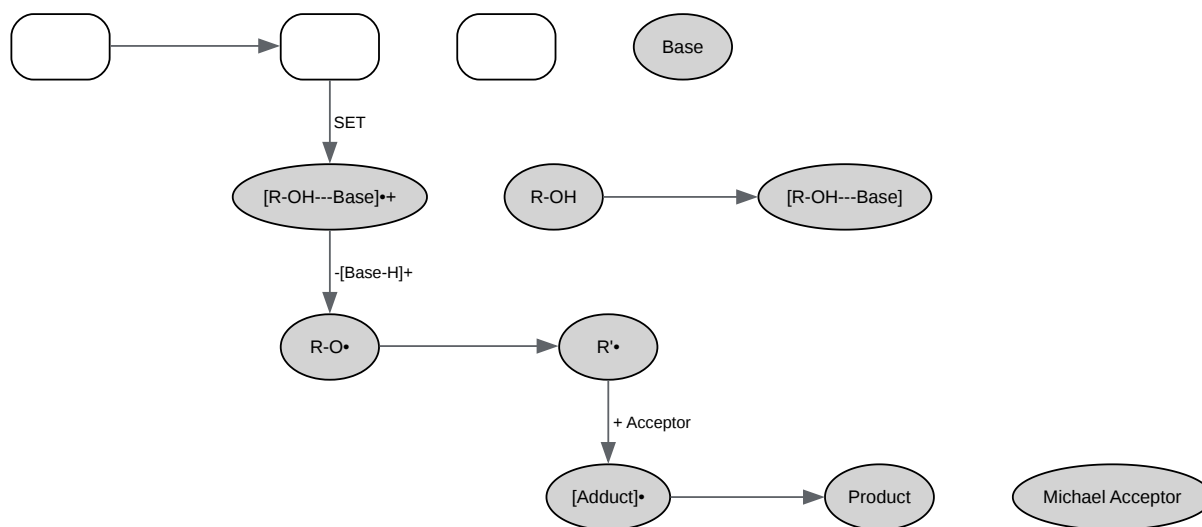 Base
SET
[R-OH---Base]•+
R-OH
[R-OH---Base]
-[Base-H]+
R-O•
R'•
+ Acceptor
[Adduct]•
Product
Michael Acceptor